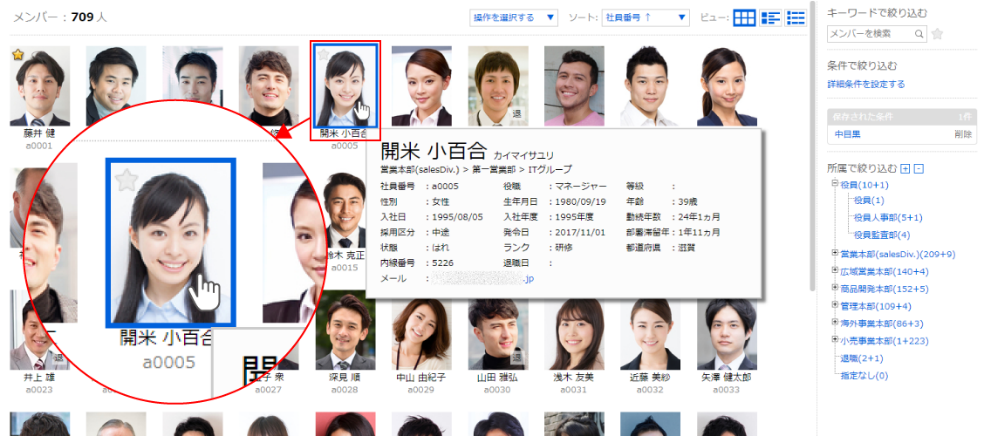 メンバー：709 人
操作を選択する ▼
ソート: 社員番号 ↑ ▼
ビュー:
藤井 健
a0001
開米 小百合
a0005
開米 小百合 カイマイサユリ
営業本部(salesDiv.) > 第一営業部 > ITグループ
社員番号 ：a0005 役職 ：マネージャー 等級 ：
性別 ：女性 生年月日 ：1980/09/19 年齢 ：39歳
入社日 ：1995/08/05 入社年度 ：1995年度 勤続年数 ：24年1ヵ月
採用区分 ：中途 発令日 ：2017/11/01 部署滞留年：1年11ヵ月
状態 ：はれ ランク ：研修 都道府県 ：滋賀
内線番号 ：5226 退職日 ：
メール ：.jp
退
鈴木 克正
a0015
開米 小百合
a0005
開
井上 雄
a0023
退
a0027
深見 順
a0028
中山 由紀子
a0029
山田 雅弘
a0030
退
浅木 友美
a0031
近藤 美紗
a0032
矢澤 健太郎
a0033
キーワードで絞り込む
メンバーを検索
条件で絞り込む
詳細条件を設定する
保存された条件 1件
中目黒 削除
所属で絞り込む + -
役員(10+1)
役員(1)
役員人事部(5+1)
役員監査部(4)
営業本部(salesDiv.)(209+9)
広域営業本部(140+4)
商品開発本部(152+5)
管理本部(109+4)
海外事業本部(86+3)
小売事業本部(1+223)
退職(2+1)
指定なし(0)